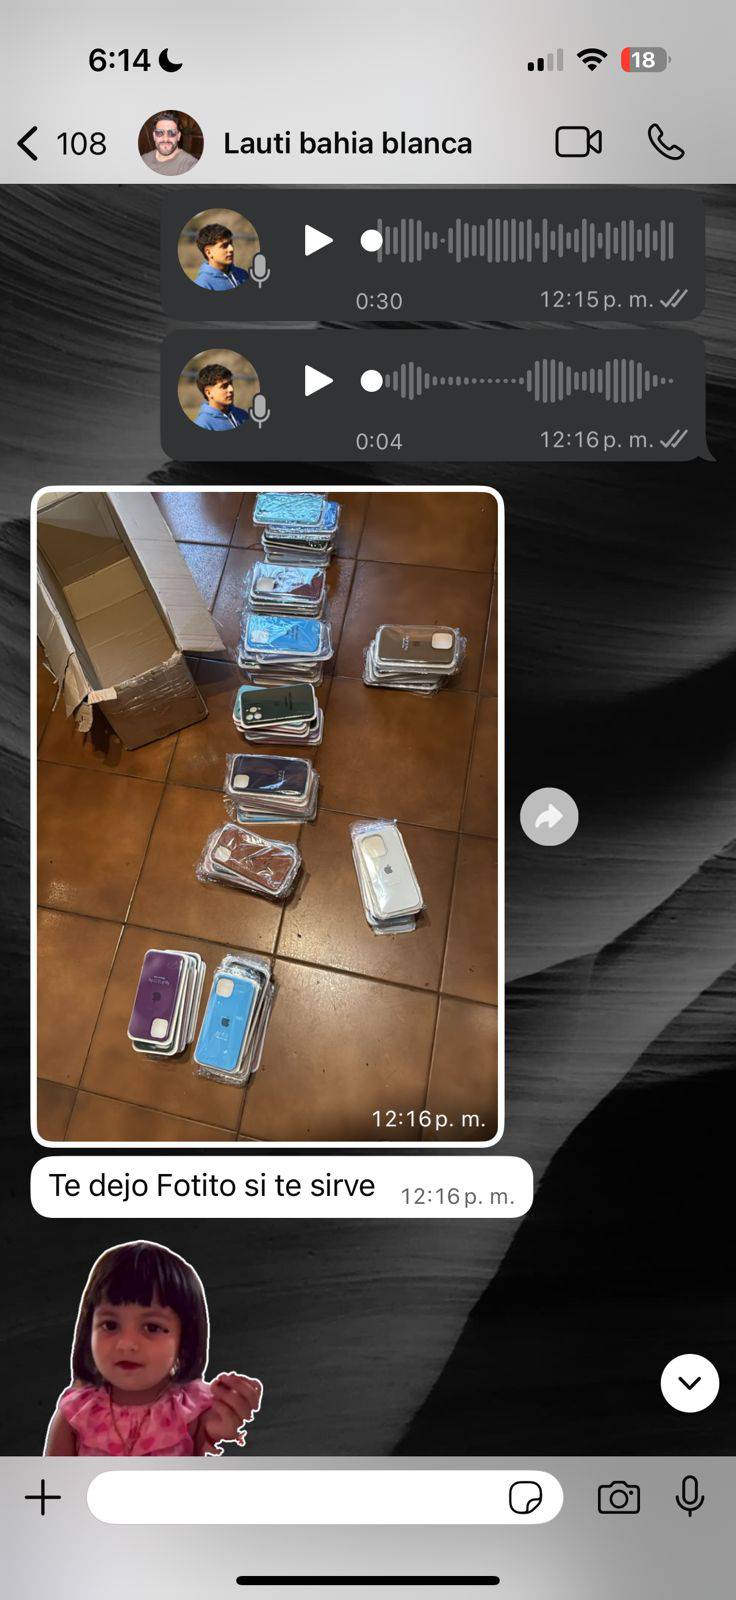 6:14
18
108
Lauti bahia blanca
0:30
12:15 p. m.
0:04
12:16 p. m.
12:16 p. m.
Te dejo Fotito si te sirve
12:16 p. m.